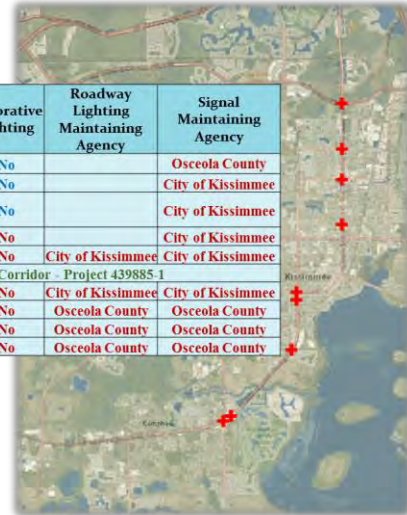 orative
hting
Roadway
Lighting
Maintaining
Agency
Signal
Maintaining
Agency
No Osceola County
No City of Kissimmee
No City of Kissimmee
No City of Kissimmee
No City of Kissimmee City of Kissimmee
Corridor - Project 439885-1
No City of Kissimmee City of Kissimmee
No Osceola County Osceola County
No Osceola County Osceola County
No Osceola County Osceola County
Kissimmee